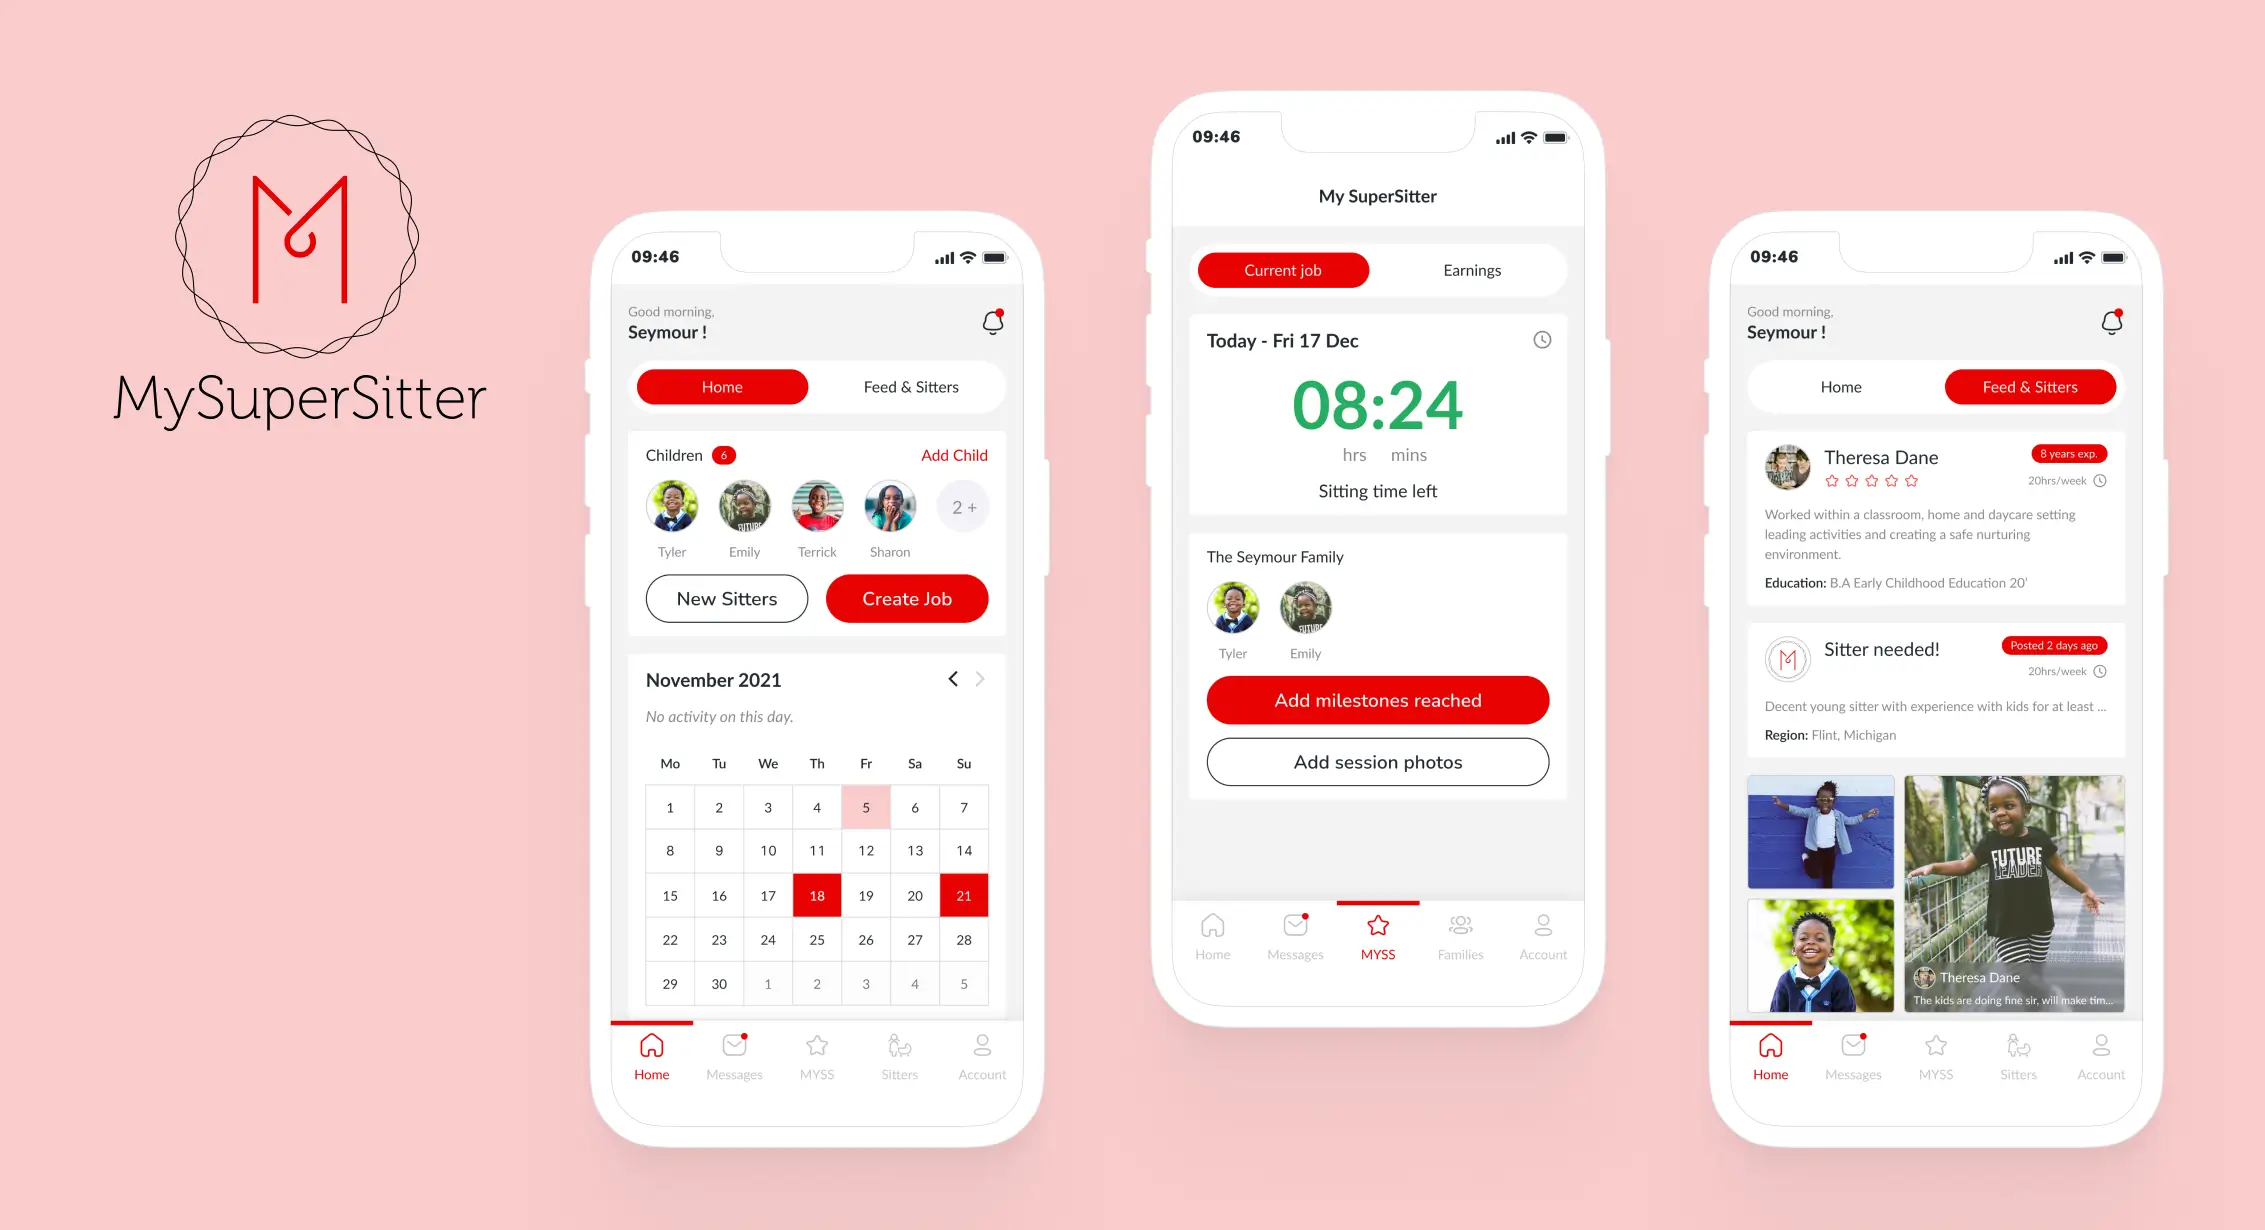 MySuperSitter
09:46
Good morning,
Seymour !
Home
Feed & Sitters
Children 6
Add Child
2 +
Tyler
Emily
Terrick
Sharon
New Sitters
Create Job
November 2021
No activity on this day.
Mo Tu We Th Fr Sa Su
1 2 3 4 5 6 7
8 9 10 11 12 13 14
15 16 17 18 19 20 21
22 23 24 25 26 27 28
29 30 1 2 3 4 5
Home
Messages
MYSS
Sitters
Account
09:46
My SuperSitter
Current job
Earnings
Today - Fri 17 Dec
08:24
hrs mins
Sitting time left
The Seymour Family
Tyler
Emily
Add milestones reached
Add session photos
Home
Messages
MYSS
Families
Account
09:46
Good morning,
Seymour !
Home
Feed & Sitters
Theresa Dane
8 years exp.
20hrs/week
Worked within a classroom, home and daycare setting
leading activities and creating a safe nurturing
environment.
Education: B.A Early Childhood Education 20'
Sitter needed!
Posted 2 days ago
20hrs/week
Decent young sitter with experience with kids for at least ...
Region: Flint, Michigan
FUTURE
LEADER
Theresa Dane
The kids are doing fine sir, will make tim...
Home
Messages
MYSS
Sitters
Account